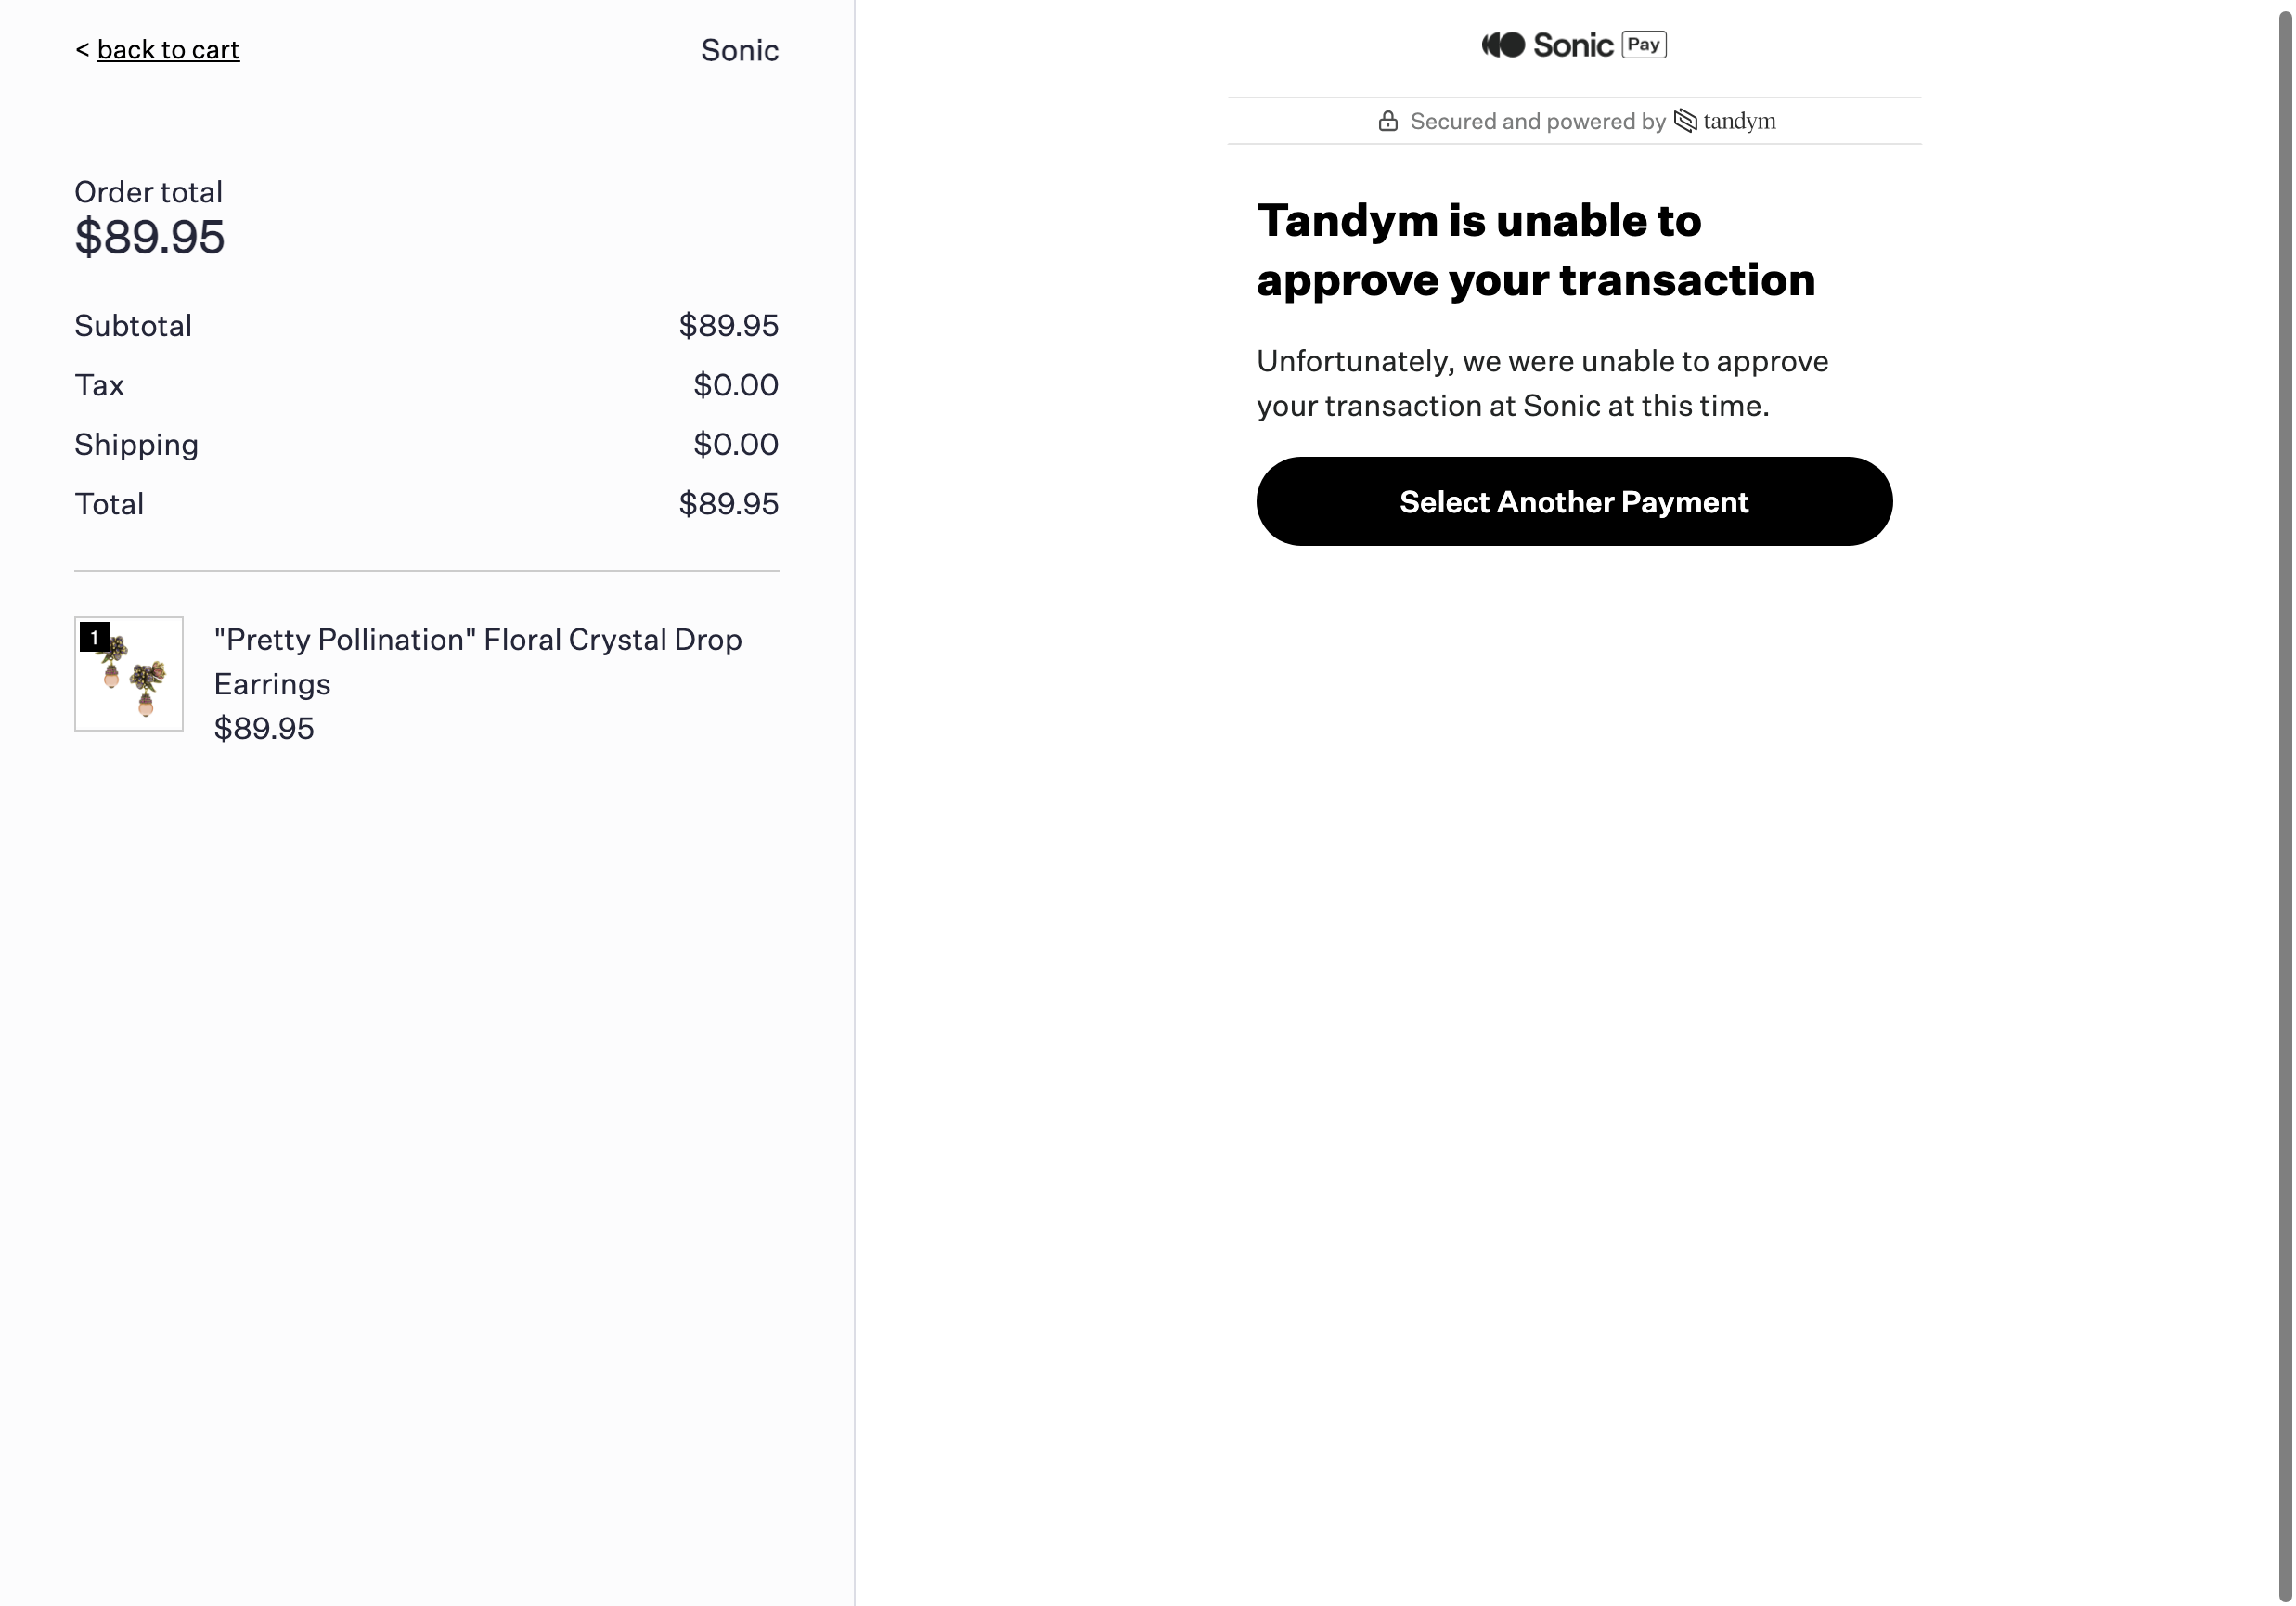 < back to cart
Sonic
Order total
$89.95
Subtotal $89.95
Tax $0.00
Shipping $0.00
Total $89.95
1
"Pretty Pollination" Floral Crystal Drop
Earrings
$89.95
Sonic Pay
Secured and powered by tandym
Tandym is unable to
approve your transaction
Unfortunately, we were unable to approve
your transaction at Sonic at this time.
Select Another Payment